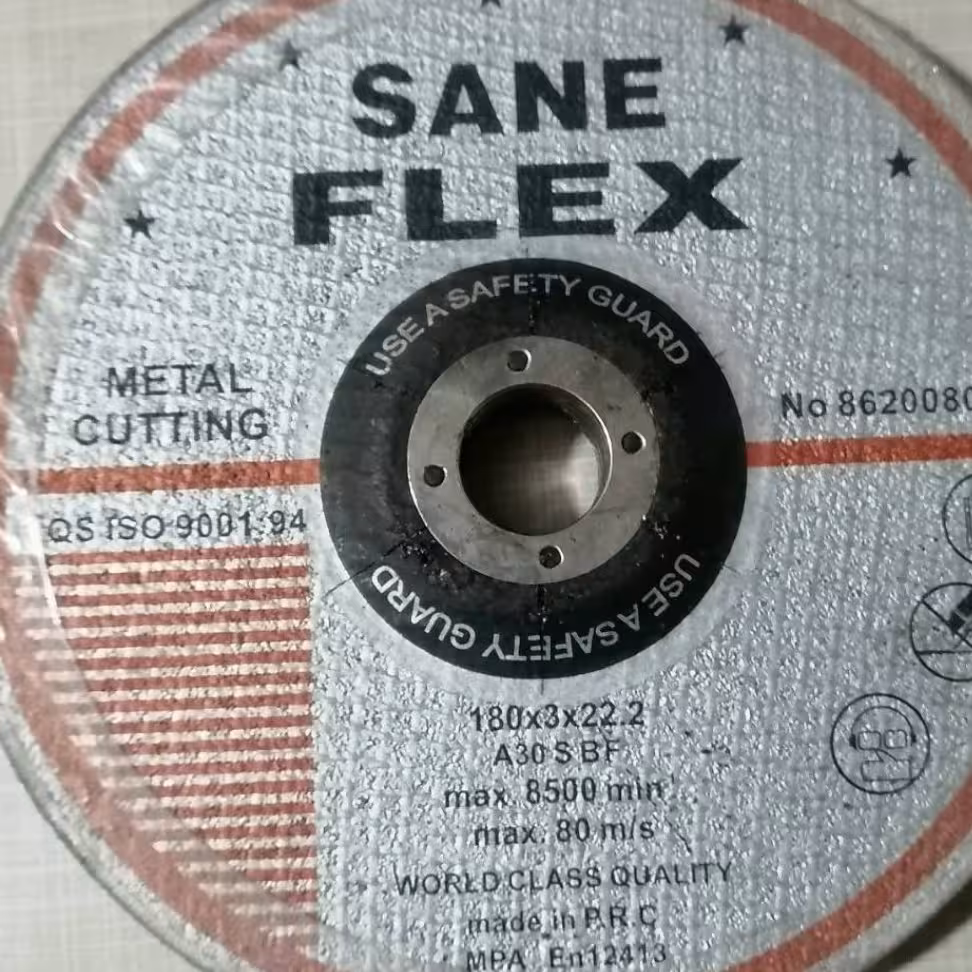 SANE
FLEX
USE A SAFETY GUARD
METAL
CUTTING
No 862008
QS ISO 9001 94
USE A SAFETY GUARD
180x3x22.2
A30 S BF
max. 8500 min
max. 80 m/s
WORLD CLASS QUALITY
made in P.R.C
MPA En12413